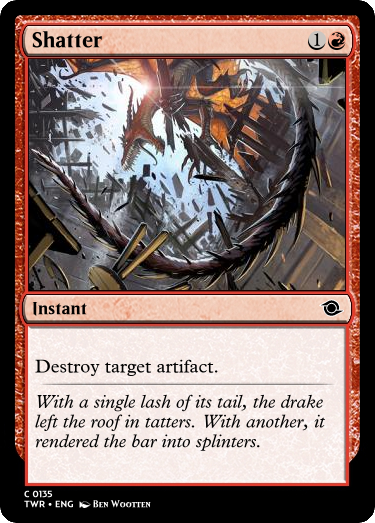 Shatter 1
Instant
Destroy target artifact.
With a single lash of its tail, the drake
left the roof in tatters. With another, it
rendered the bar into splinters.
C 0135
TWR • ENG Ben Wootten